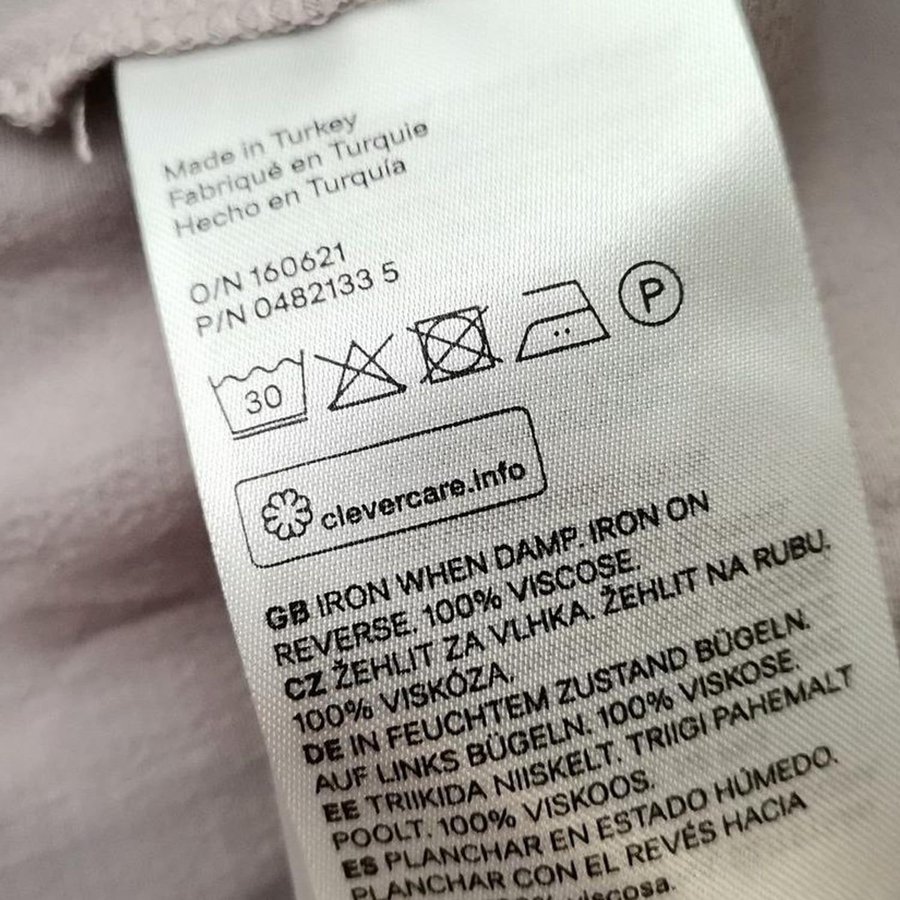 Made in Turkey
Fabriqué en Turquie
Hecho en Turquía
O/N 160621
P/N 0482133 5
30
P
clevercare.info
GB IRON WHEN DAMP. IRON ON
REVERSE. 100% VISCOSE.
CZ ŽEHLIT ZA VLHKA. ŽEHLIT NA RUBU.
100% VISKÓZA.
DE IN FEUCHTEM ZUSTAND BÜGELN.
AUF LINKS BÜGELN. 100% VISKOSE.
EE TRIIKIDA NIISKELT. TRIIGI PAHEMALT
POOLT. 100% VISKOOS.
ES PLANCHAR EN ESTADO HÚMEDO.
PLANCHAR CON EL REVÉS HACIA
viscosa.